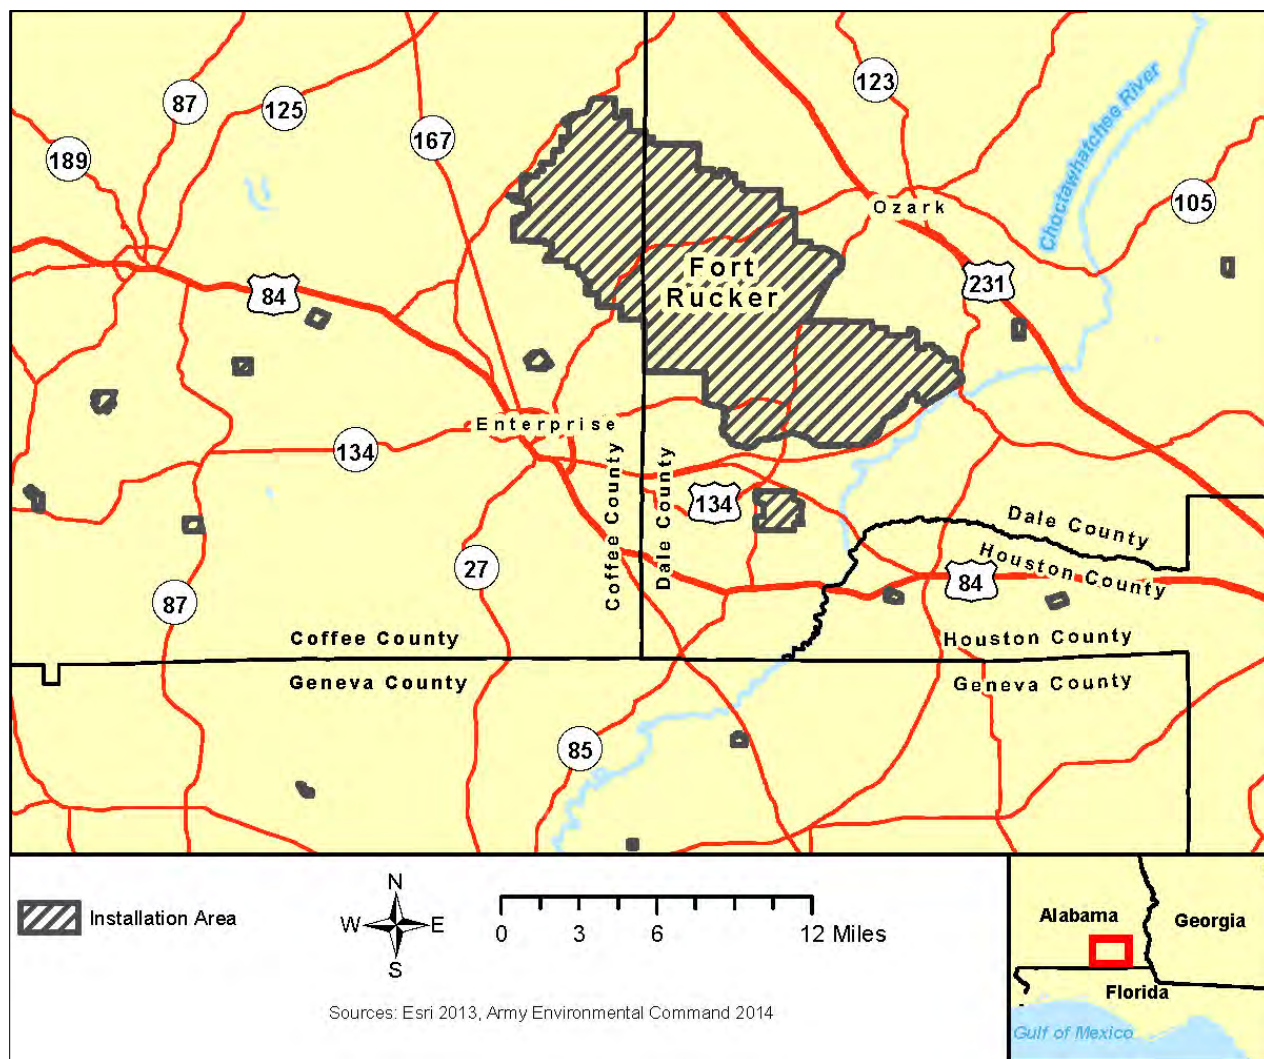 87
125
123
167
189
105
Choctawhatchee River
Ozark
Fort
Rucker
231
84
Enterprise
134
134
Coffee County
Dale County
Dale County
Houston County
27
84
87
Coffee County
Houston County
Geneva County
Geneva County
85
Installation Area
N
W
E
S
0
3
6
12 Miles
Sources: Esri 2013, Army Environmental Command 2014
Alabama
Georgia
Florida
Gulf of Mexico